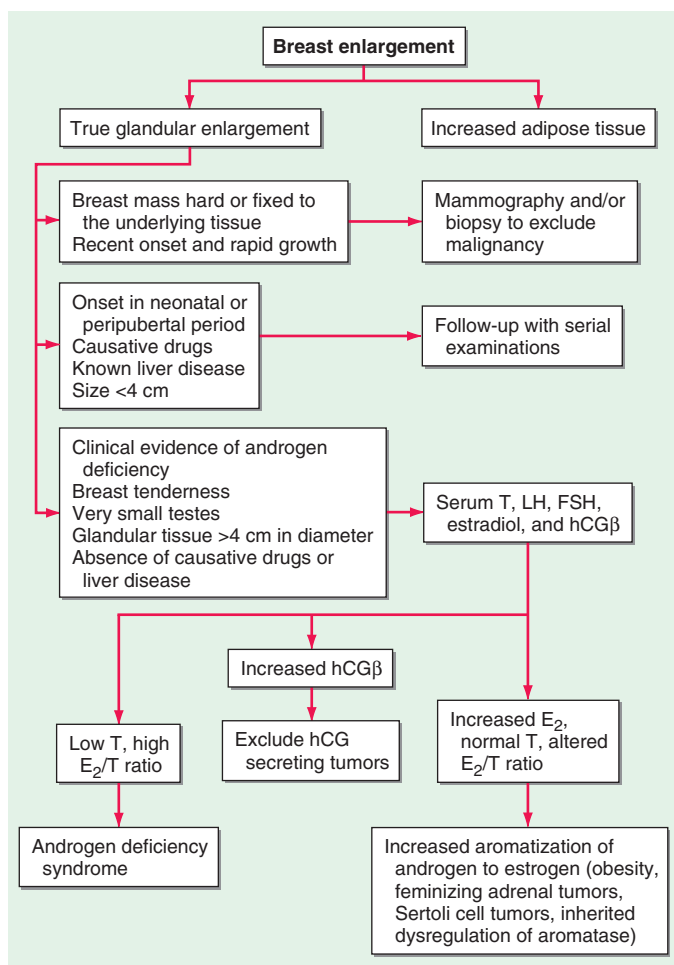 Breast enlargement
True glandular enlargement
Increased adipose tissue
Breast mass hard or fixed to
the underlying tissue
Recent onset and rapid growth
Mammography and/or
biopsy to exclude
malignancy
Onset in neonatal or
peripubertal period
Causative drugs
Known liver disease
Size <4 cm
Follow-up with serial
examinations
Clinical evidence of androgen
deficiency
Breast tenderness
Very small testes
Glandular tissue >4 cm in diameter
Absence of causative drugs or
liver disease
Serum T, LH, FSH,
estradiol, and hCGβ
Increased hCGβ
Low T, high
E₂/T ratio
Exclude hCG
secreting tumors
Increased E₂,
normal T, altered
E₂/T ratio
Androgen deficiency
syndrome
Increased aromatization of
androgen to estrogen (obesity,
feminizing adrenal tumors,
Sertoli cell tumors, inherited
dysregulation of aromatase)